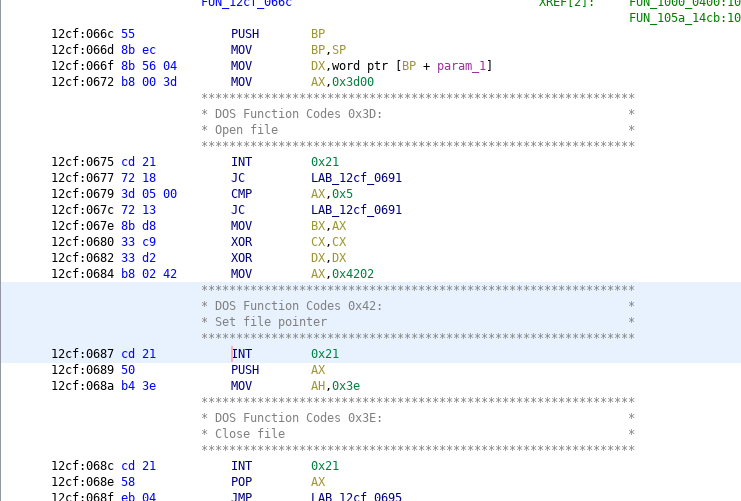 FUN_12cf_066c XREF[2]: FUN_1000_0400:10
FUN_105a_14cb:10
12cf:066c 55 PUSH BP
12cf:066d 8b ec MOV BP,SP
12cf:066f 8b 56 04 MOV DX,word ptr [BP + param_1]
12cf:0672 b8 00 3d MOV AX,0x3d00
**************************************************************
* DOS Function Codes 0x3D: *
* Open file *
**************************************************************
12cf:0675 cd 21 INT 0x21
12cf:0677 72 18 JC LAB_12cf_0691
12cf:0679 3d 05 00 CMP AX,0x5
12cf:067c 72 13 JC LAB_12cf_0691
12cf:067e 8b d8 MOV BX,AX
12cf:0680 33 c9 XOR CX,CX
12cf:0682 33 d2 XOR DX,DX
12cf:0684 b8 02 42 MOV AX,0x4202
**************************************************************
* DOS Function Codes 0x42: *
* Set file pointer *
**************************************************************
12cf:0687 cd 21 INT 0x21
12cf:0689 50 PUSH AX
12cf:068a b4 3e MOV AH,0x3e
**************************************************************
* DOS Function Codes 0x3E: *
* Close file *
**************************************************************
12cf:068c cd 21 INT 0x21
12cf:068e 58 POP AX
12cf:068f eb 04 JMP LAB_12cf_0695